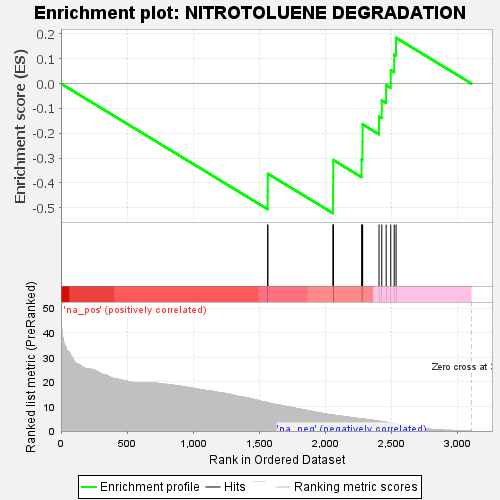 Enrichment plot: NITROTOLUENE DEGRADATION
Enrichment score (ES)
0.2
0.1
0.0
-0.1
-0.2
-0.3
-0.4
-0.5
Ranked list metric (PreRanked)
50
40
30
20
10
0
'na_pos' (positively correlated)
Zero cross at
'na_neg' (negatively correlated)
0 500 1,000 1,500 2,000 2,500 3,000
Rank in Ordered Dataset
Enrichment profile Hits Ranking metric scores